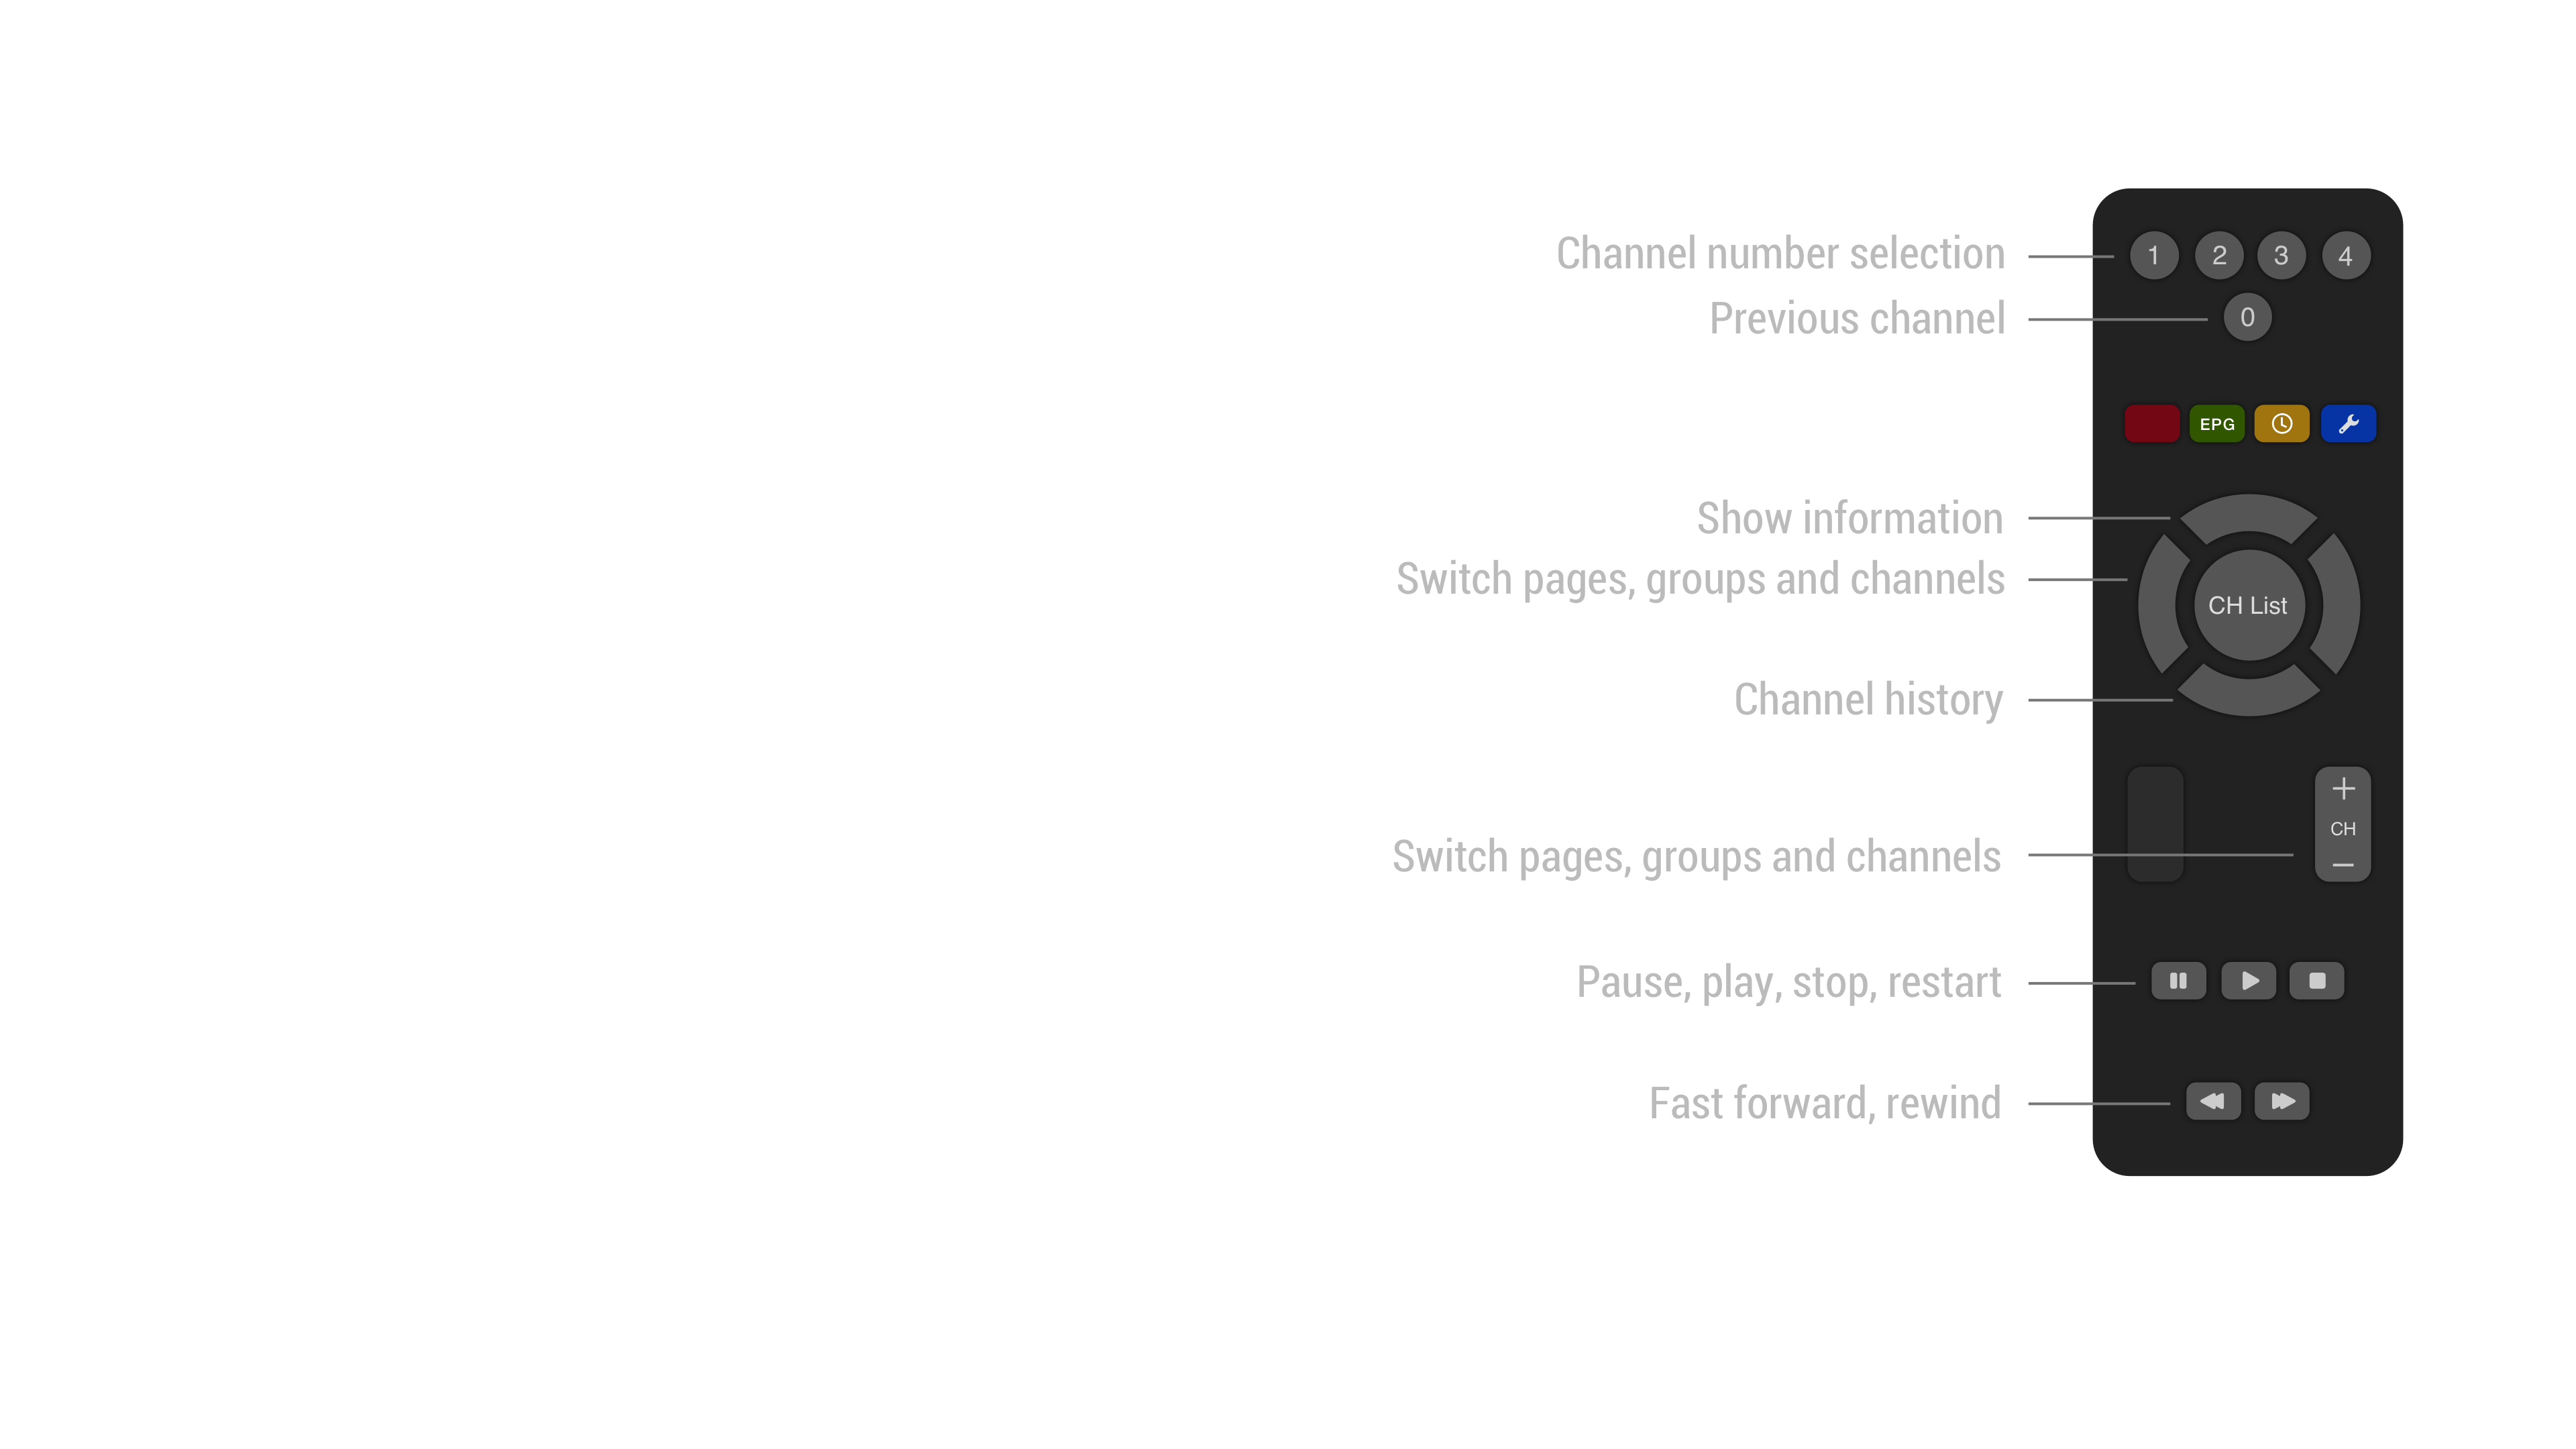 Channel number selection
1 2 3 4
Previous channel
0
EPG
Show information
Switch pages, groups and channels
CH List
Channel history
+
CH
−
Switch pages, groups and channels
Pause, play, stop, restart
Fast forward, rewind